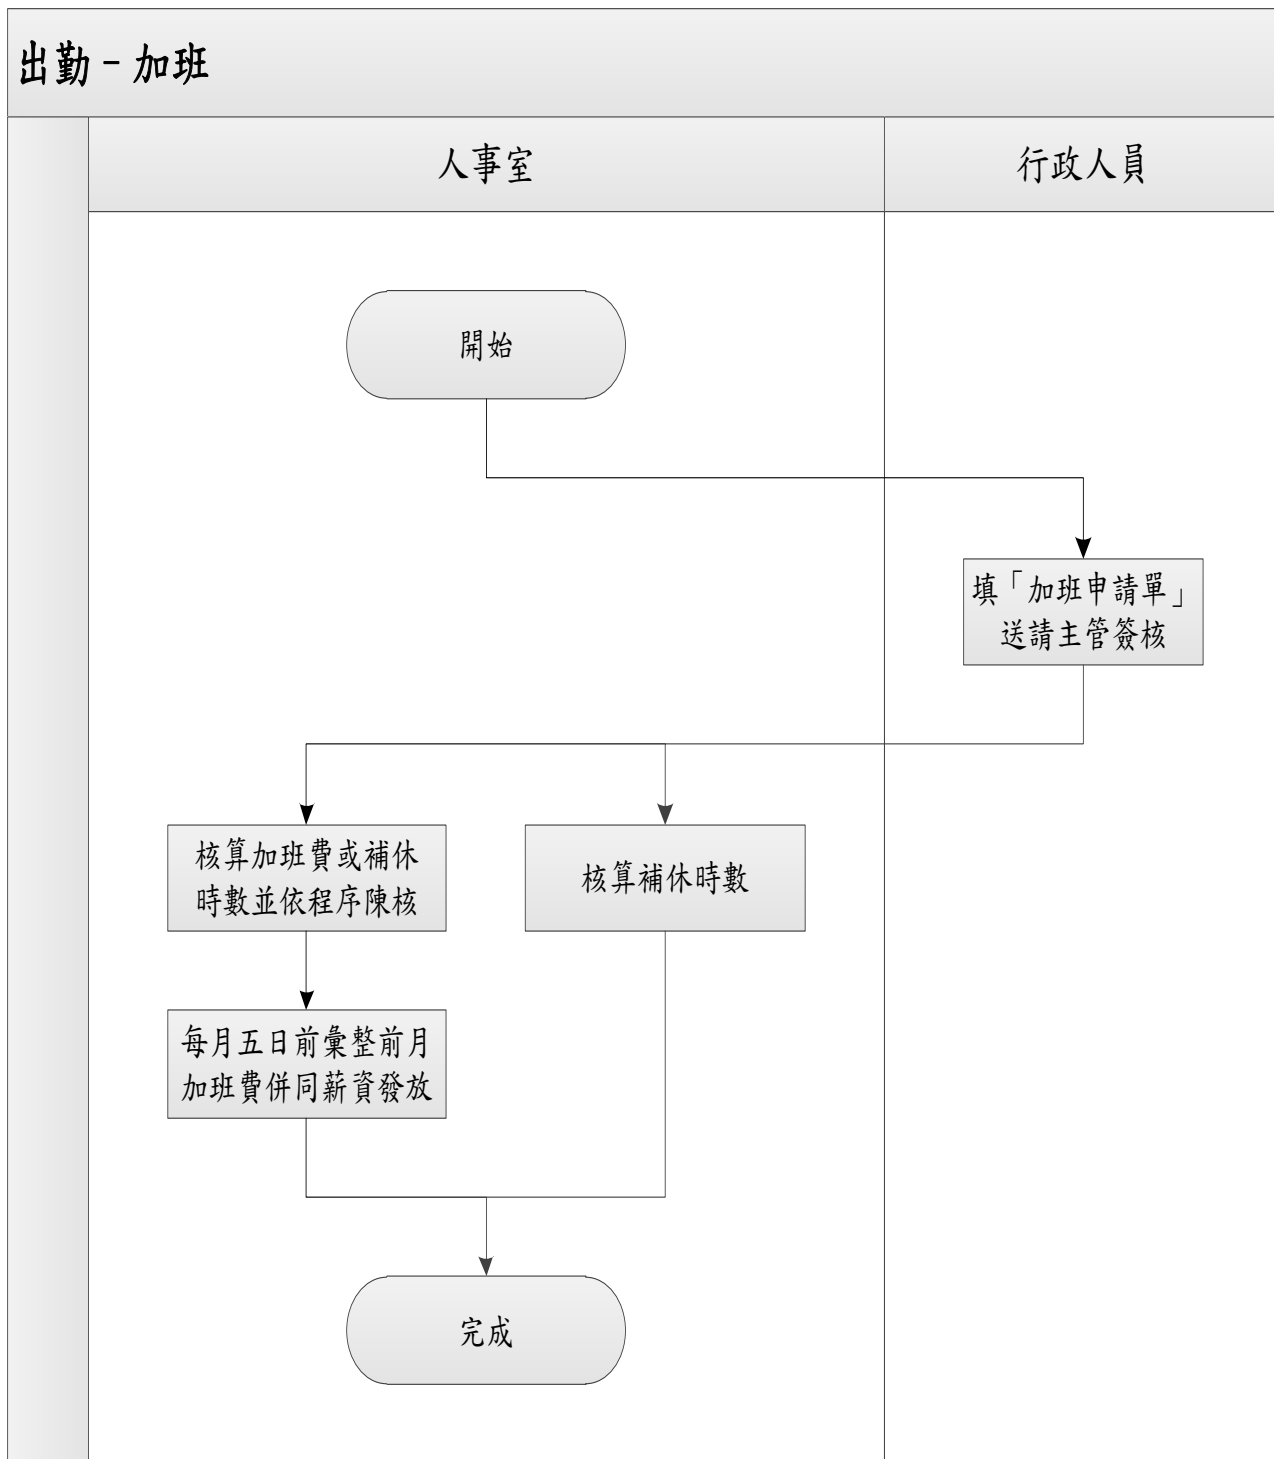 出勤－加班
人事室
行政人員
開始
填「加班申請單」
送請主管簽核
核算加班費或補休
時數並依程序陳核
核算補休時數
每月五日前彙整前月
加班費併同薪資發放
完成